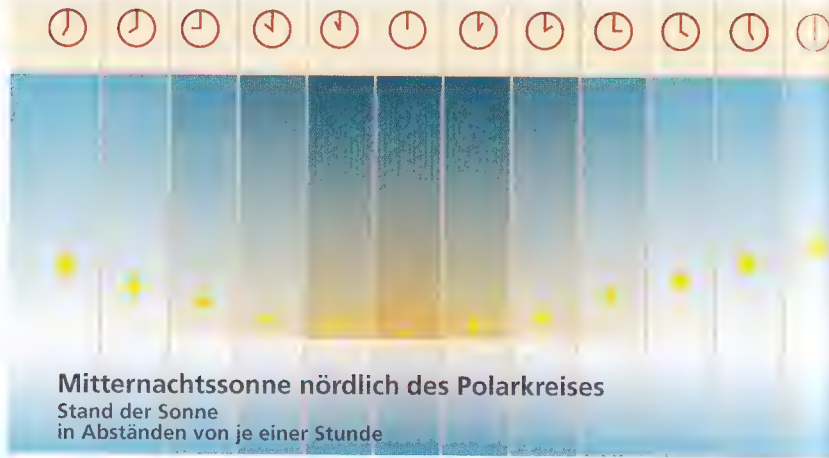 Mitternachtssonne nördlich des Polarkreises
Stand der Sonne
in Abständen von je einer Stunde